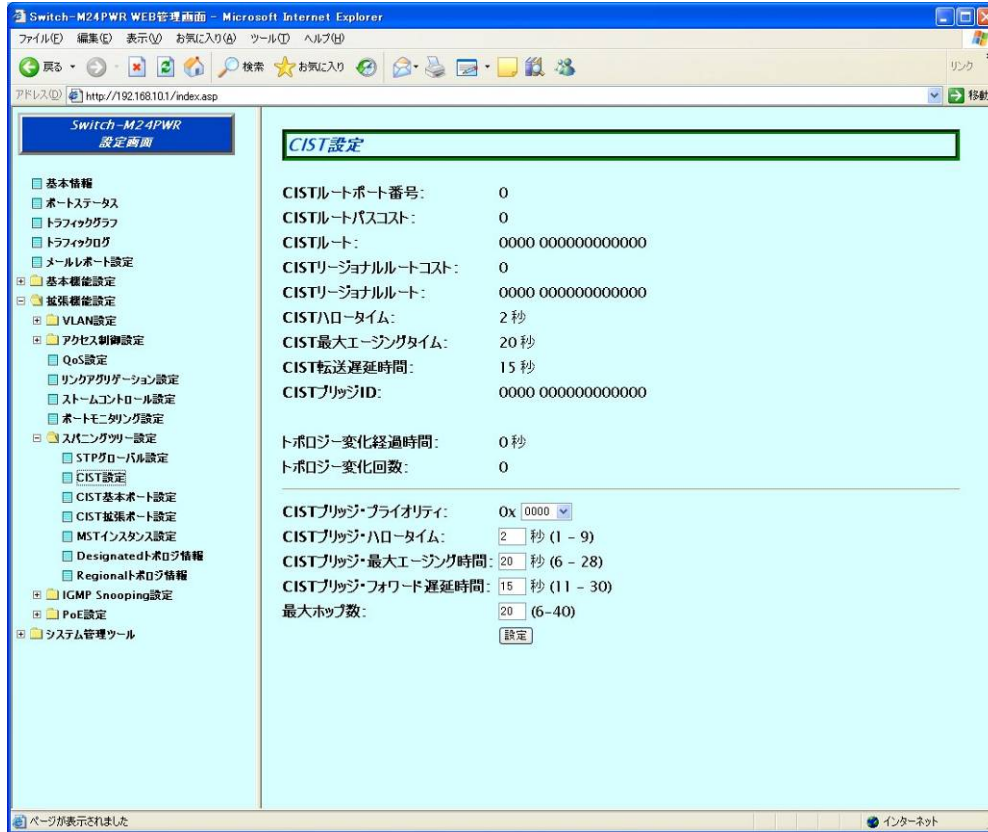 Switch-M24PWR WEB管理画面 - Microsoft Internet Explorer
ファイル(F) 編集(E) 表示(V) お気に入り(A) ツール(T) ヘルプ(H)
戻る 検索 お気に入り リンク
アドレス(D) http://192.168.10.1/index.asp 移動
Switch-M24PWR
設定画面
基本情報
ポートステータス
トラフィックグラフ
トラフィックログ
メールレポート設定
基本機能設定
拡張機能設定
VLAN設定
アクセス制御設定
QoS設定
リンクアグリゲーション設定
ストームコントロール設定
ポートモニタリング設定
スパニングツリー設定
STPグローバル設定
CIST設定
CIST基本ポート設定
CIST拡張ポート設定
MSTインスタンス設定
Designatedトポロジ情報
Regionalトポロジ情報
IGMP Snooping設定
PoE設定
システム管理ツール
CIST設定
CISTルートポート番号: 0
CISTルートパスコスト: 0
CISTルート: 0000 000000000000
CISTリージョナルルートコスト: 0
CISTリージョナルルート: 0000 000000000000
CISTハロータイム: 2 秒
CIST最大エージングタイム: 20 秒
CIST転送遅延時間: 15 秒
CISTブリッジID: 0000 000000000000
トポロジー変化経過時間: 0 秒
トポロジー変化回数: 0
CISTブリッジ・プライオリティ: 0x 0000
CISTブリッジ・ハロータイム: 2 秒 (1 - 9)
CISTブリッジ・最大エージング時間: 20 秒 (6 - 28)
CISTブリッジ・フォワード遅延時間: 15 秒 (11 - 30)
最大ホップ数: 20 (6-40)
設定
ページが表示されました インターネット